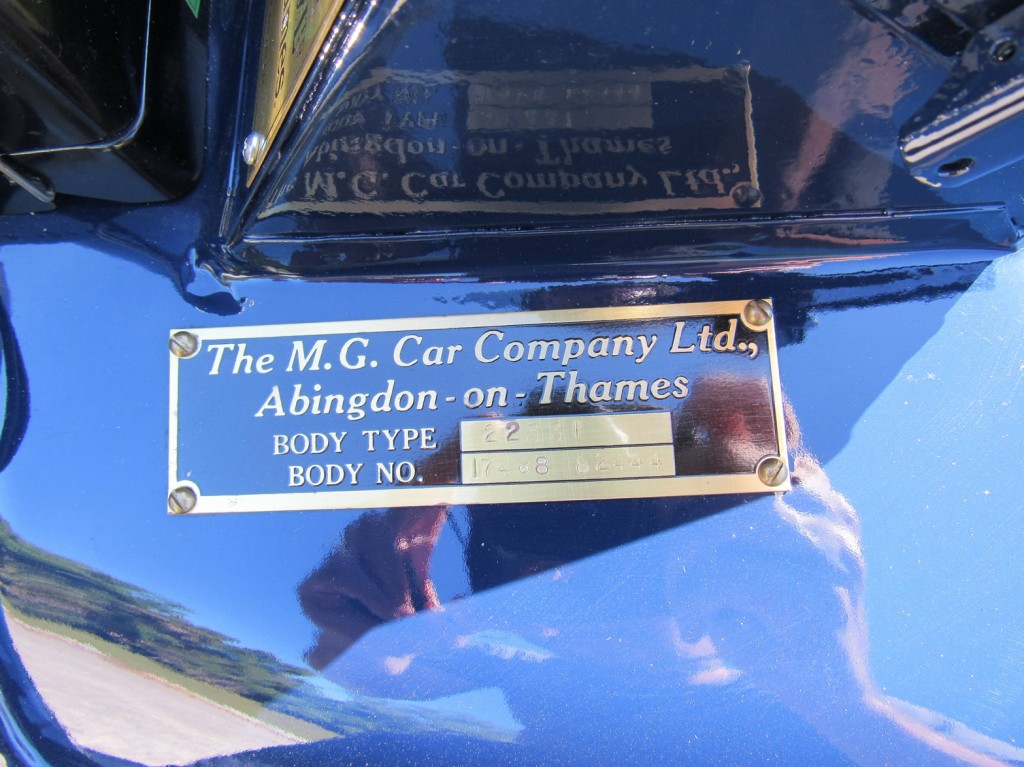 The M.G. Car Company Ltd.,
Abingdon - on - Thames
BODY TYPE
BODY NO.